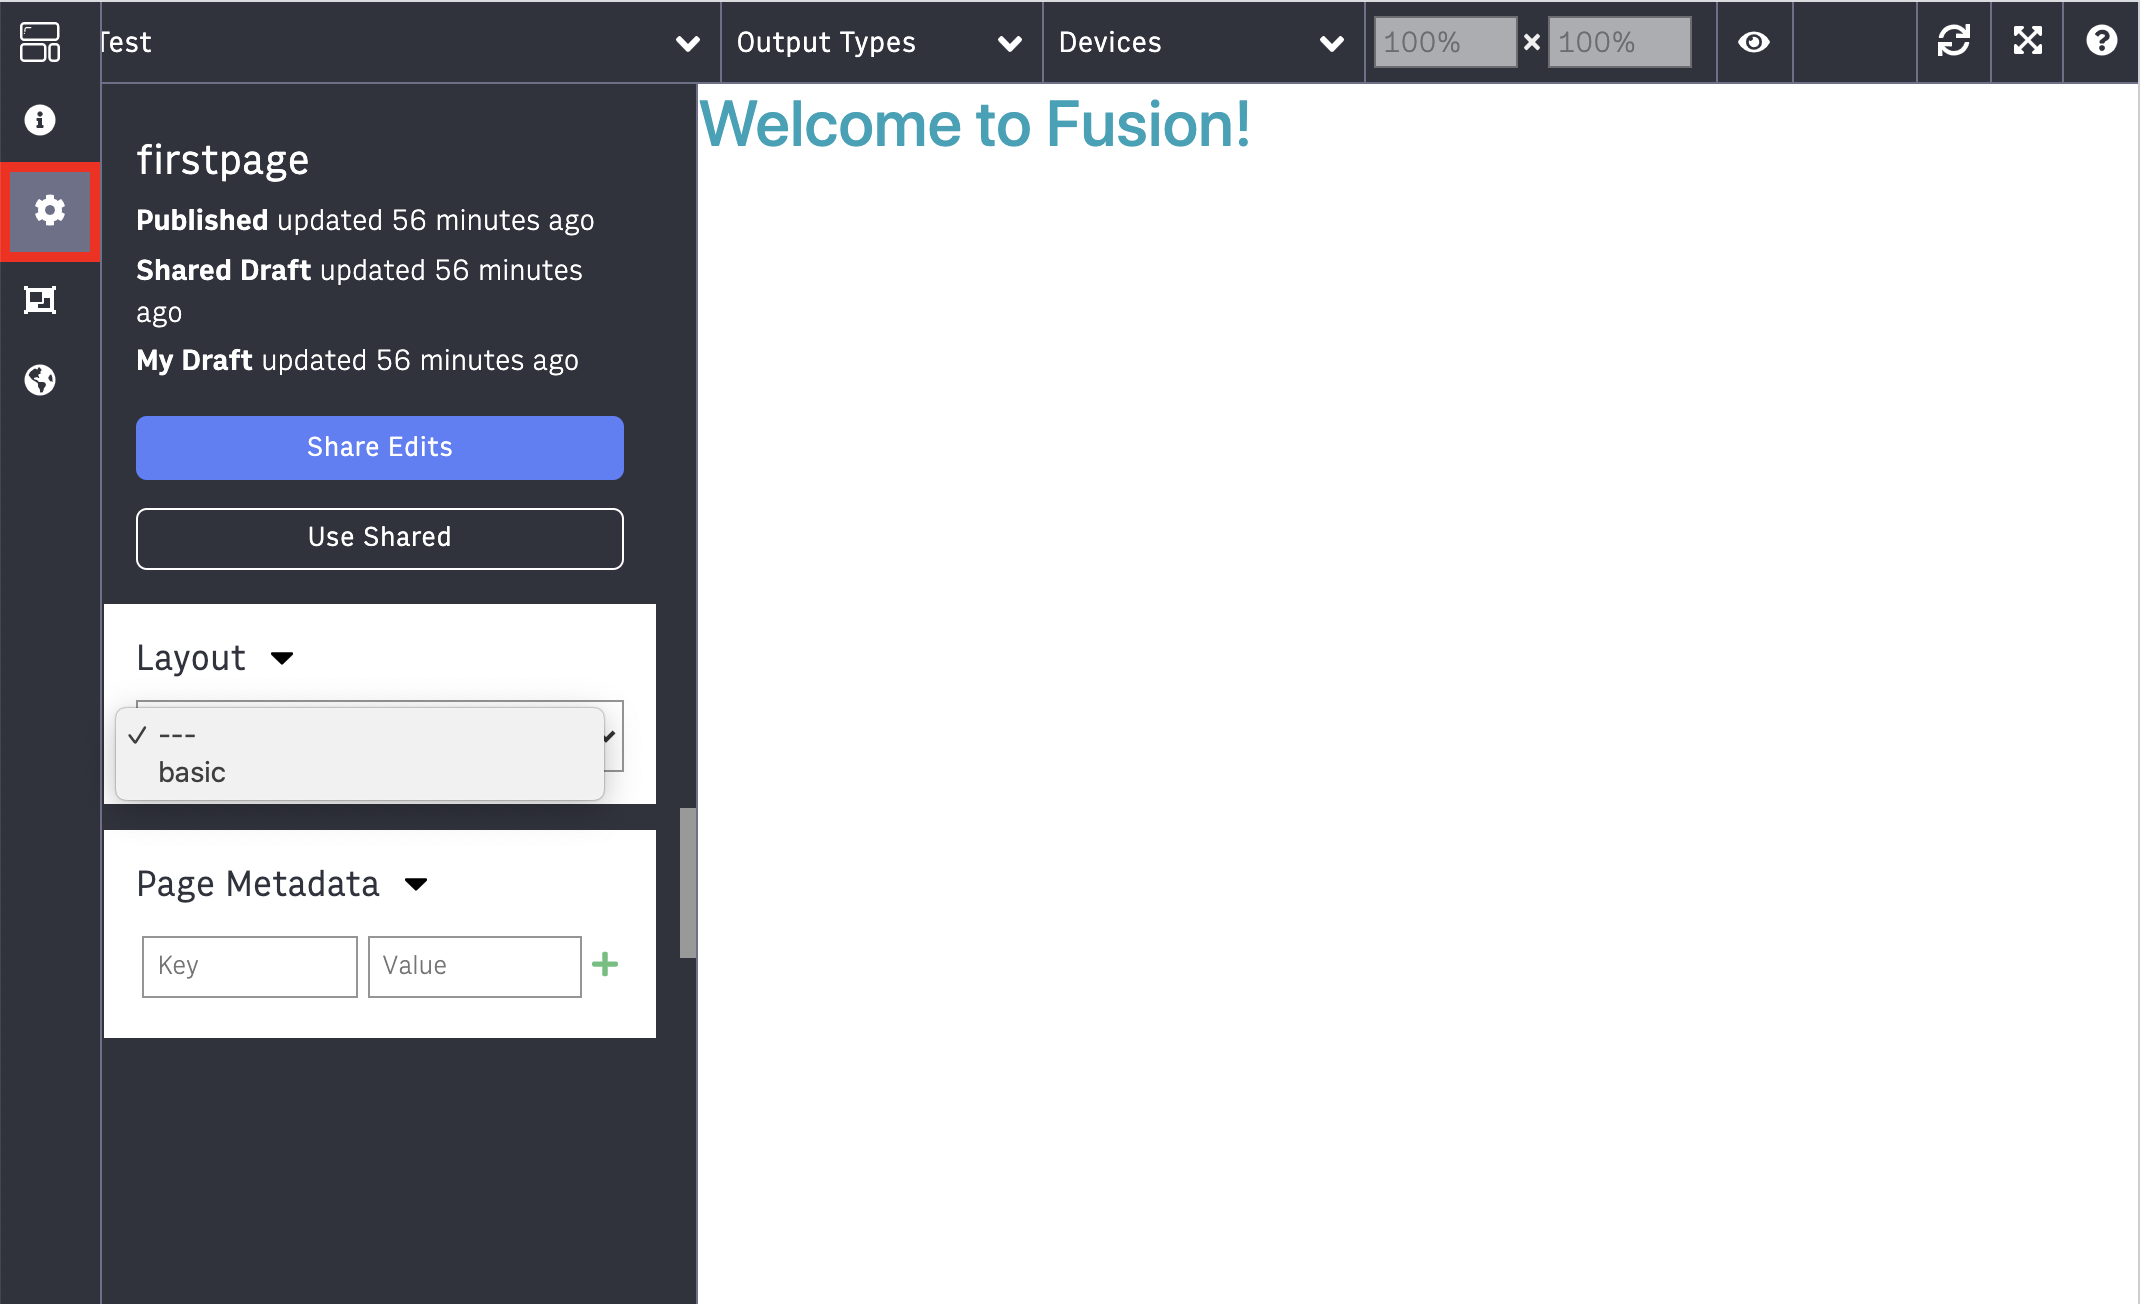 Test
Output Types
Devices
100% × 100%
firstpage
Published updated 56 minutes ago
Shared Draft updated 56 minutes
ago
My Draft updated 56 minutes ago
Share Edits
Use Shared
Layout
✓ ---
basic
Page Metadata
Key
Value
Welcome to Fusion!